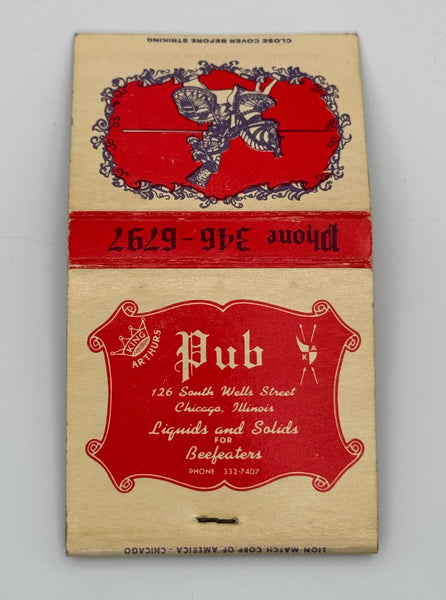 CLOSE COVER BEFORE STRIKING
Phone 346-6797
KING
ARTHURS
Pub
A
K
126 South Wells Street
Chicago, Illinois
Liquids and Solids
FOR
Beefeaters
PHONE 332-7407
LION MATCH CORP OF AMERICA - CHICAGO